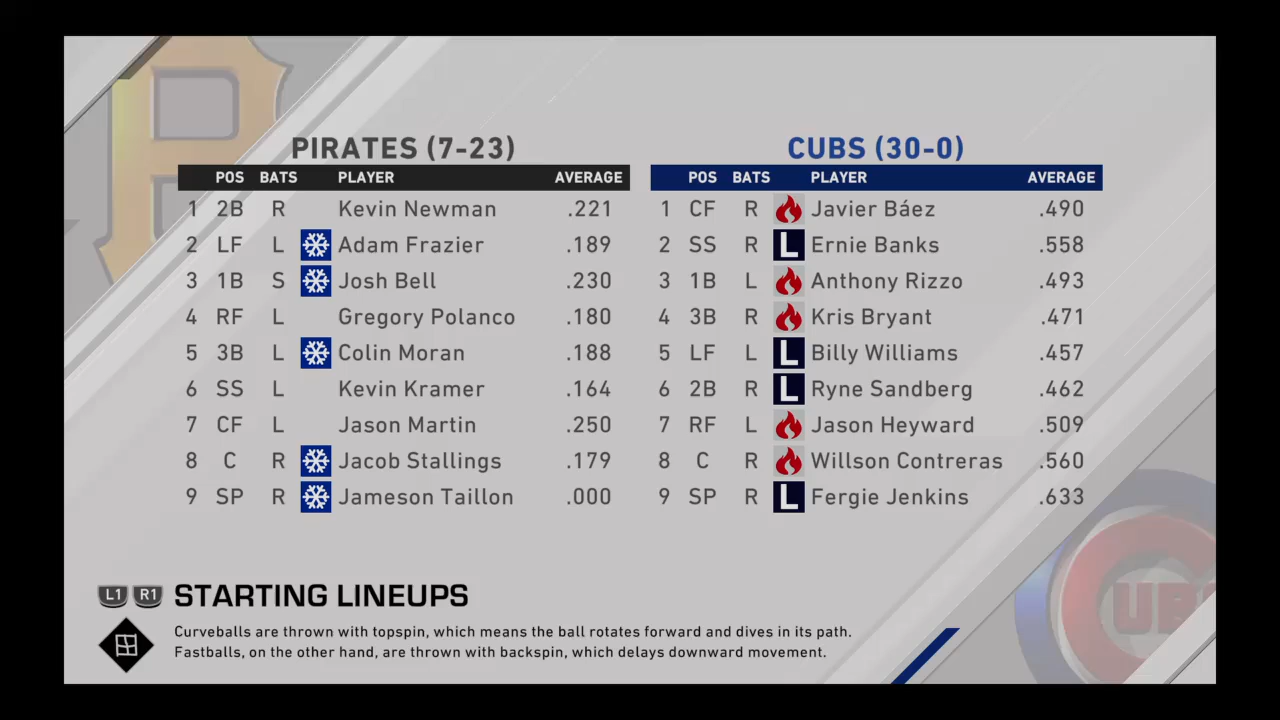 PIRATES (7-23)
POS BATS PLAYER AVERAGE
1 2B R Kevin Newman .221
2 LF L Adam Frazier .189
3 1B S Josh Bell .230
4 RF L Gregory Polanco .180
5 3B L Colin Moran .188
6 SS L Kevin Kramer .164
7 CF L Jason Martin .250
8 C R Jacob Stallings .179
9 SP R Jameson Taillon .000
CUBS (30-0)
POS BATS PLAYER AVERAGE
1 CF R Javier Báez .490
2 SS R L Ernie Banks .558
3 1B L Anthony Rizzo .493
4 3B R Kris Bryant .471
5 LF L L Billy Williams .457
6 2B R L Ryne Sandberg .462
7 RF L Jason Heyward .509
8 C R Willson Contreras .560
9 SP R L Fergie Jenkins .633
L1 R1 STARTING LINEUPS
Curveballs are thrown with topspin, which means the ball rotates forward and dives in its path.
Fastballs, on the other hand, are thrown with backspin, which delays downward movement.
P
CUBS